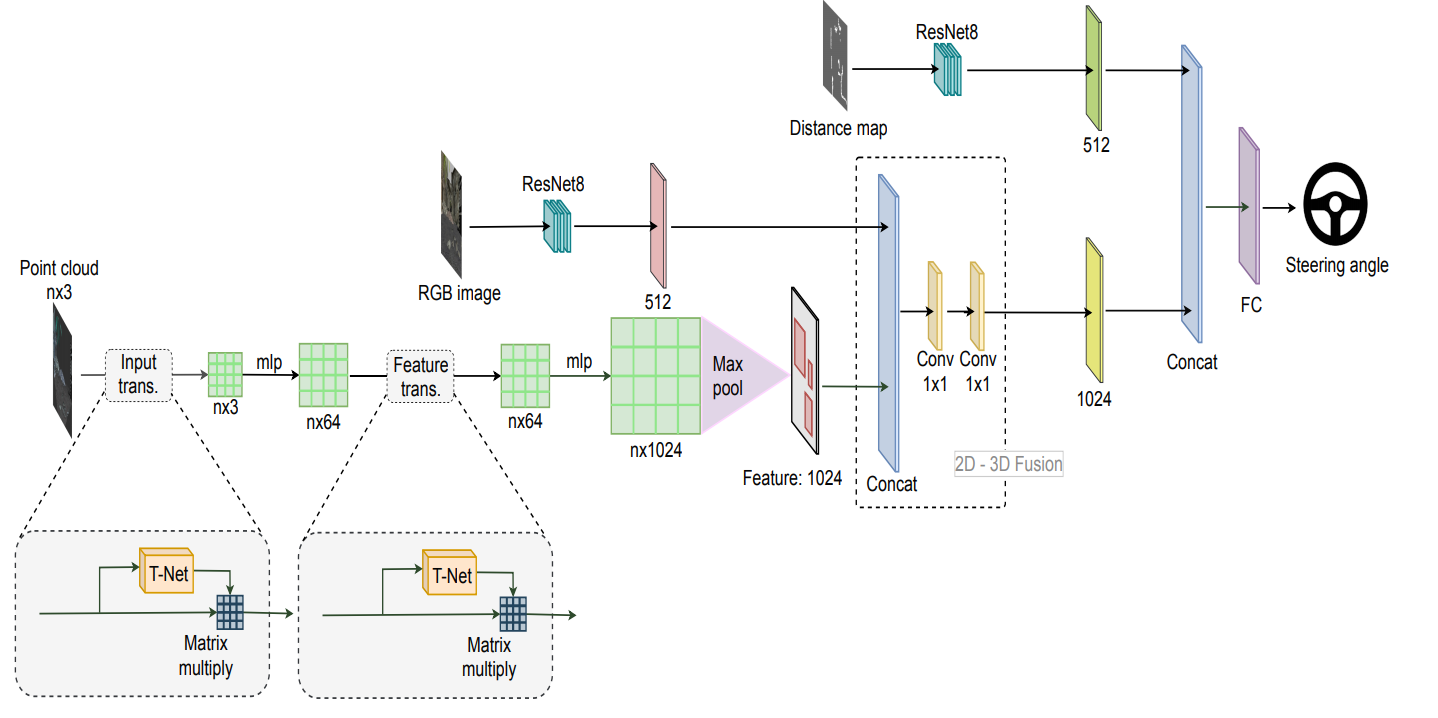 ResNet8
Distance map
512
Concat
ResNet8
RGB image
512
Point cloud
nx3
Input
trans.
nx3
mlp
nx64
Feature
trans.
nx64
mlp
nx1024
Max
pool
Feature: 1024
Concat
Conv
1x1
Conv
1x1
2D - 3D Fusion
1024
FC
Steering angle
T-Net
Matrix
multiply
T-Net
Matrix
multiply